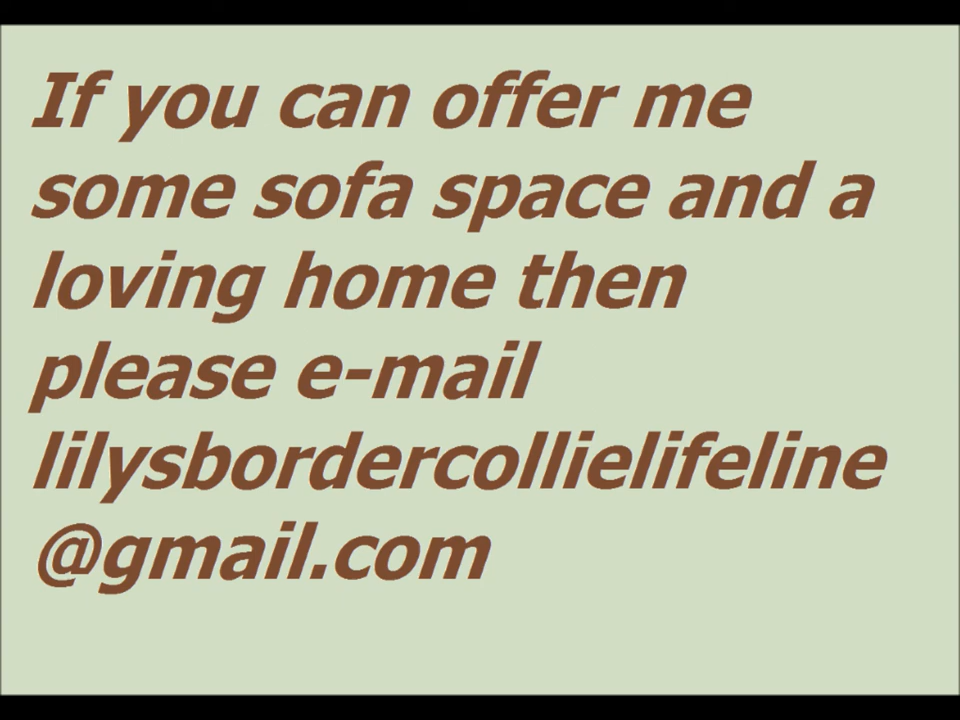 If you can offer me
some sofa space and a
loving home then
please e-mail
lilysbordercollielifeline
@gmail.com